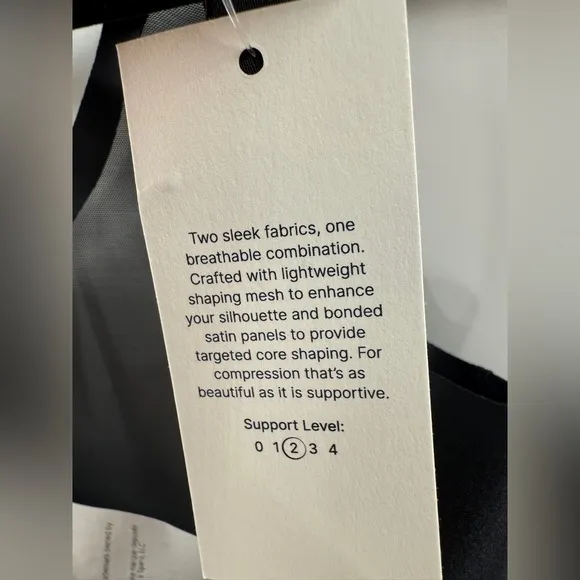 Two sleek fabrics, one
breathable combination.
Crafted with lightweight
shaping mesh to enhance
your silhouette and bonded
satin panels to provide
targeted core shaping. For
compression that's as
beautiful as it is supportive.
Support Level:
0 1 2 3 4